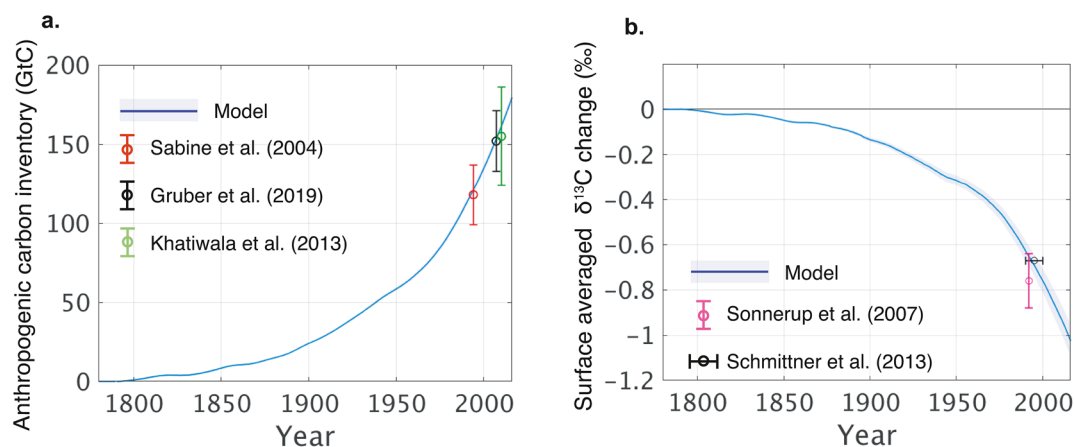 a.
Anthropogenic carbon inventory (GtC)
200
150
100
50
0
Model
Sabine et al. (2004)
Gruber et al. (2019)
Khatiwala et al. (2013)
1800 1850 1900 1950 2000
Year
b.
Surface averaged δ¹³C change (‰)
0
-0.2
-0.4
-0.6
-0.8
-1
-1.2
Model
Sonnerup et al. (2007)
Schmittner et al. (2013)
1800 1850 1900 1950 2000
Year